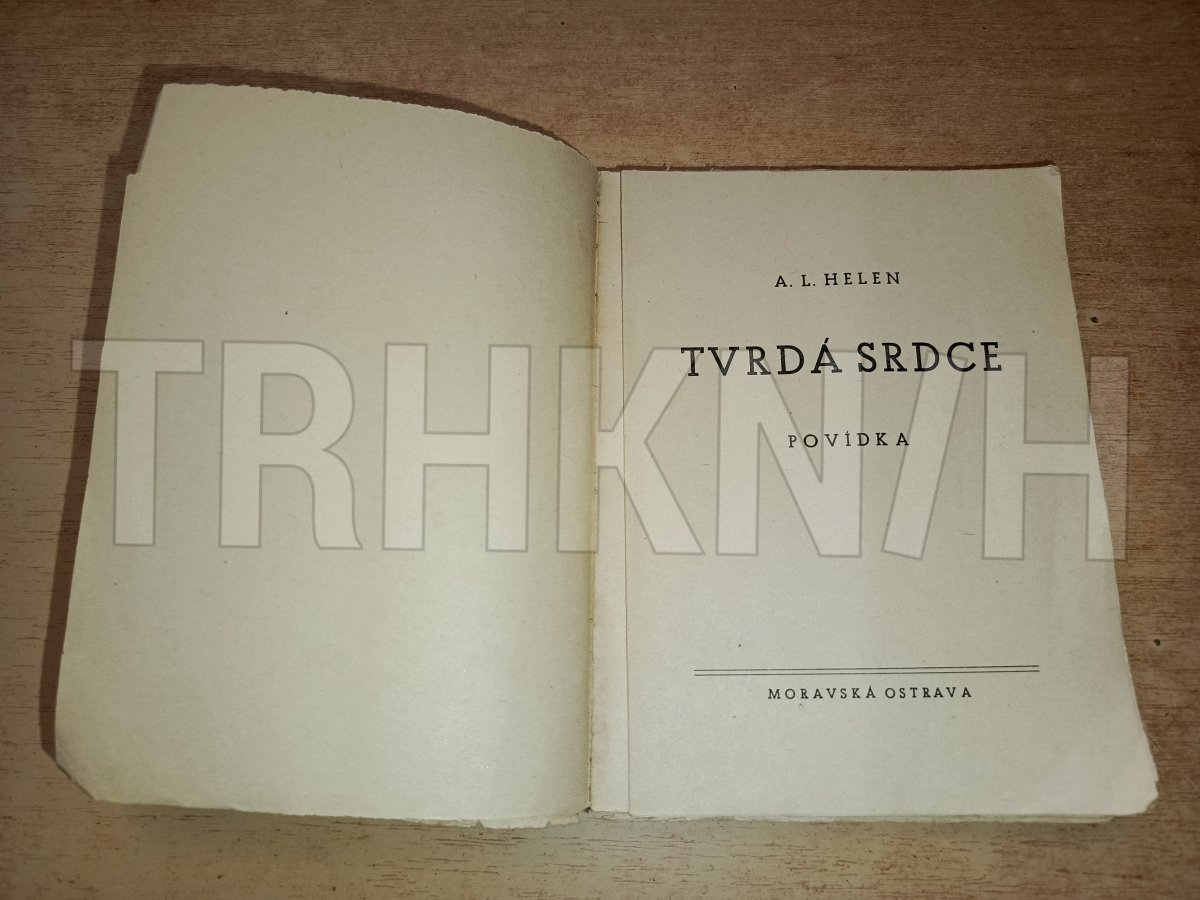 A. L. HELEN
TVRDÁ SRDCE
POVÍDKA
TRHKNIH
MORAVSKÁ OSTRAVA